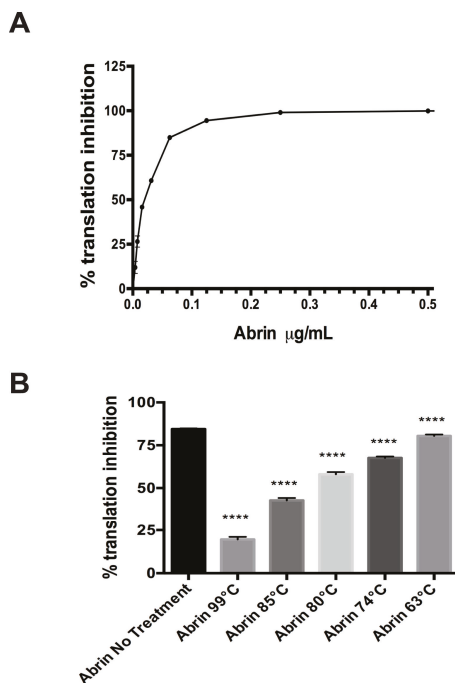 A
% translation inhibition
125
100
75
50
25
0
0.0 0.1 0.2 0.3 0.4 0.5
Abrin μg/mL
B
% translation inhibition
100
75
50
25
0
**** **** **** **** ****
Abrin No Treatment
Abrin 99°C
Abrin 85°C
Abrin 80°C
Abrin 74°C
Abrin 63°C